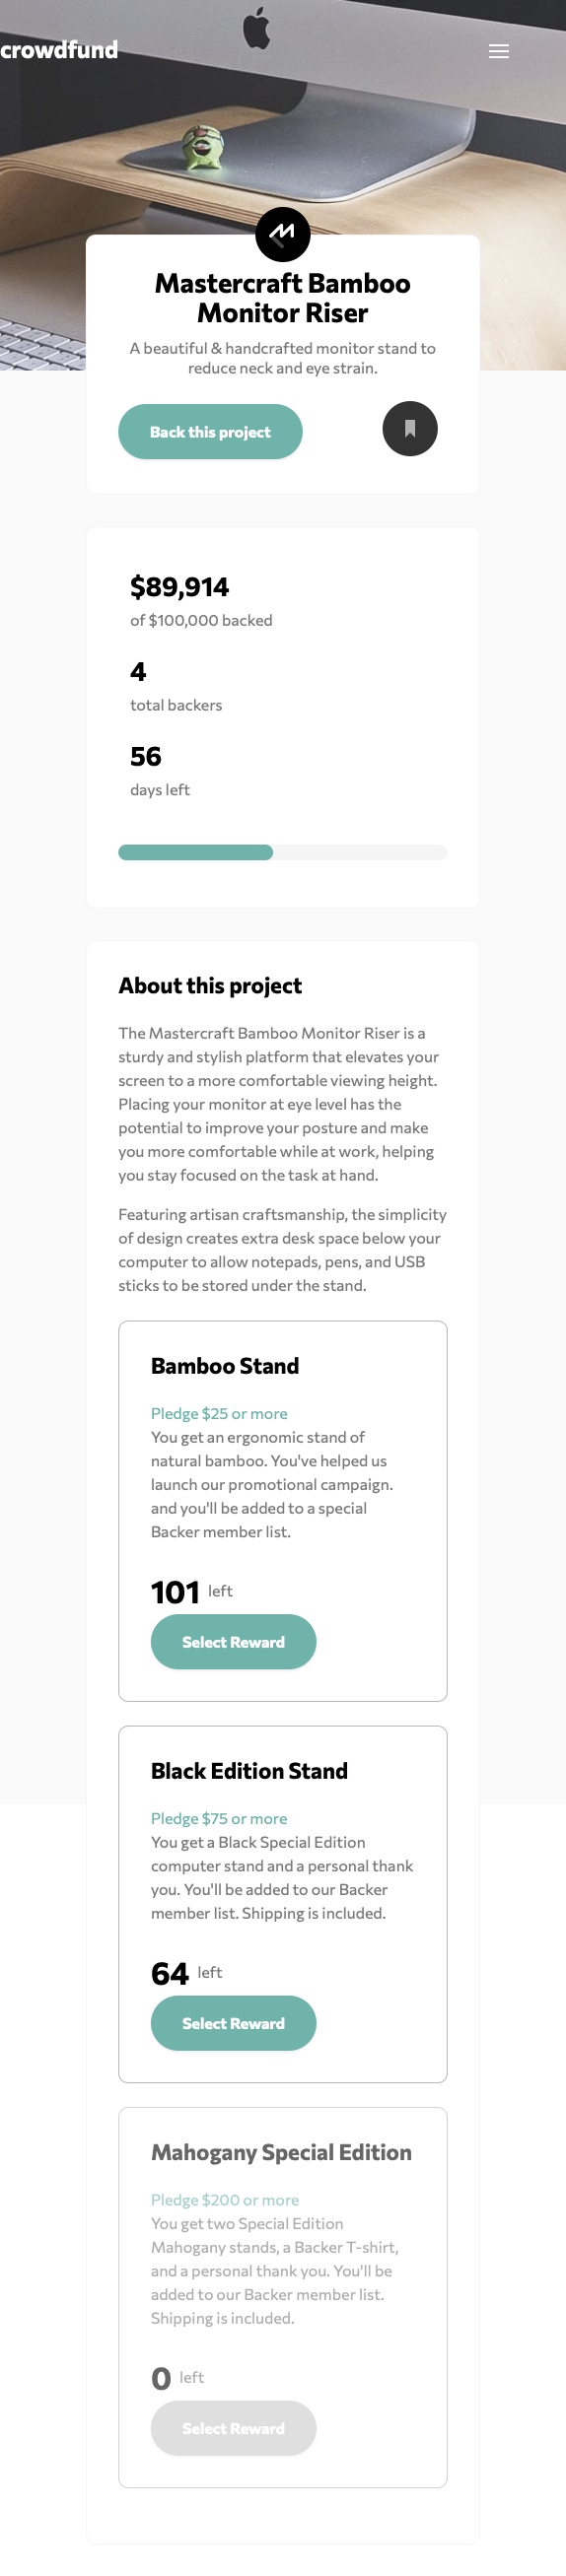 crowdfund
Mastercraft Bamboo
Monitor Riser
A beautiful & handcrafted monitor stand to
reduce neck and eye strain.
Back this project
$89,914
of $100,000 backed
4
total backers
56
days left
About this project
The Mastercraft Bamboo Monitor Riser is a
sturdy and stylish platform that elevates your
screen to a more comfortable viewing height.
Placing your monitor at eye level has the
potential to improve your posture and make
you more comfortable while at work, helping
you stay focused on the task at hand.
Featuring artisan craftsmanship, the simplicity
of design creates extra desk space below your
computer to allow notepads, pens, and USB
sticks to be stored under the stand.
Bamboo Stand
Pledge $25 or more
You get an ergonomic stand of
natural bamboo. You've helped us
launch our promotional campaign.
and you'll be added to a special
Backer member list.
101 left
Select Reward
Black Edition Stand
Pledge $75 or more
You get a Black Special Edition
computer stand and a personal thank
you. You'll be added to our Backer
member list. Shipping is included.
64 left
Select Reward
Mahogany Special Edition
Pledge $200 or more
You get two Special Edition
Mahogany stands, a Backer T-shirt,
and a personal thank you. You'll be
added to our Backer member list.
Shipping is included.
0 left
Select Reward